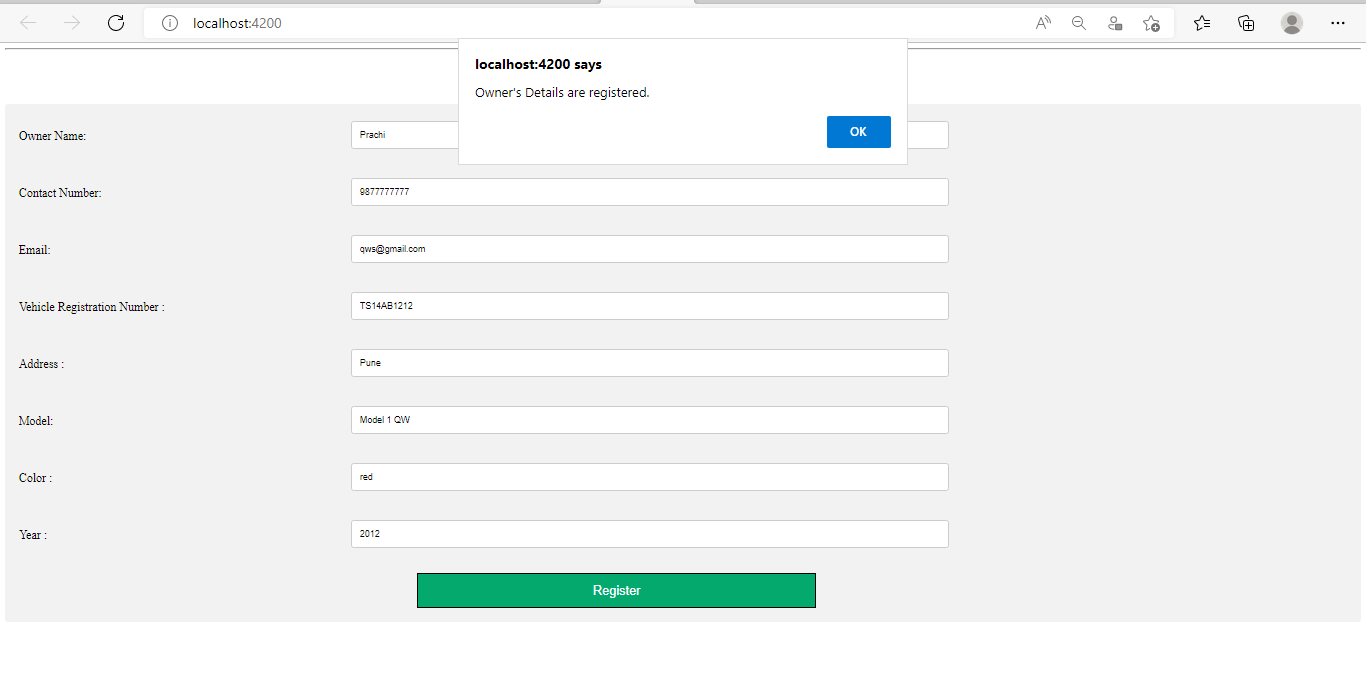 localhost:4200
localhost:4200 says
Owner's Details are registered.
OK
Owner Name:
Prachi
Contact Number:
9877777777
Email:
qws@gmail.com
Vehicle Registration Number :
TS14AB1212
Address :
Pune
Model:
Model 1 QW
Color :
red
Year :
2012
Register